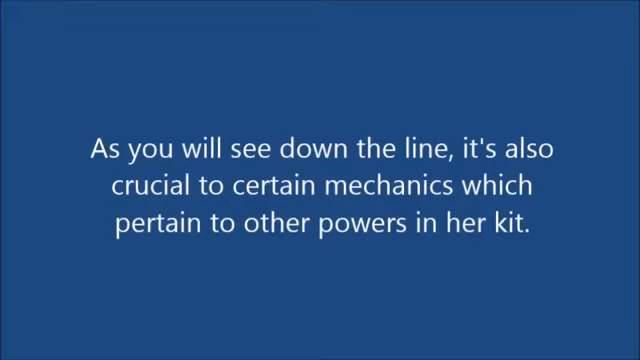 As you will see down the line, it's also
crucial to certain mechanics which
pertain to other powers in her kit.